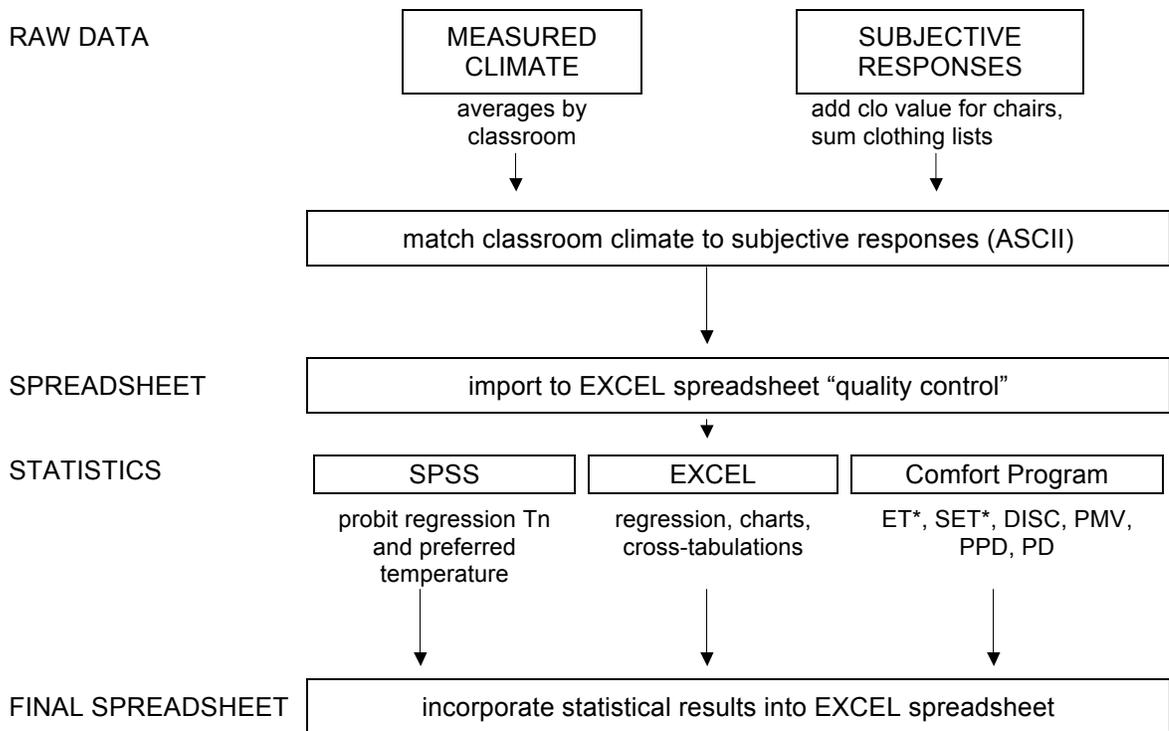 RAW DATA
MEASURED
CLIMATE
SUBJECTIVE
RESPONSES
averages by
classroom
add clo value for chairs,
sum clothing lists
match classroom climate to subjective responses (ASCII)
SPREADSHEET
import to EXCEL spreadsheet “quality control”
STATISTICS
SPSS
EXCEL
Comfort Program
probit regression Tn
and preferred
temperature
regression, charts,
cross-tabulations
ET*, SET*, DISC, PMV,
PPD, PD
FINAL SPREADSHEET
incorporate statistical results into EXCEL spreadsheet